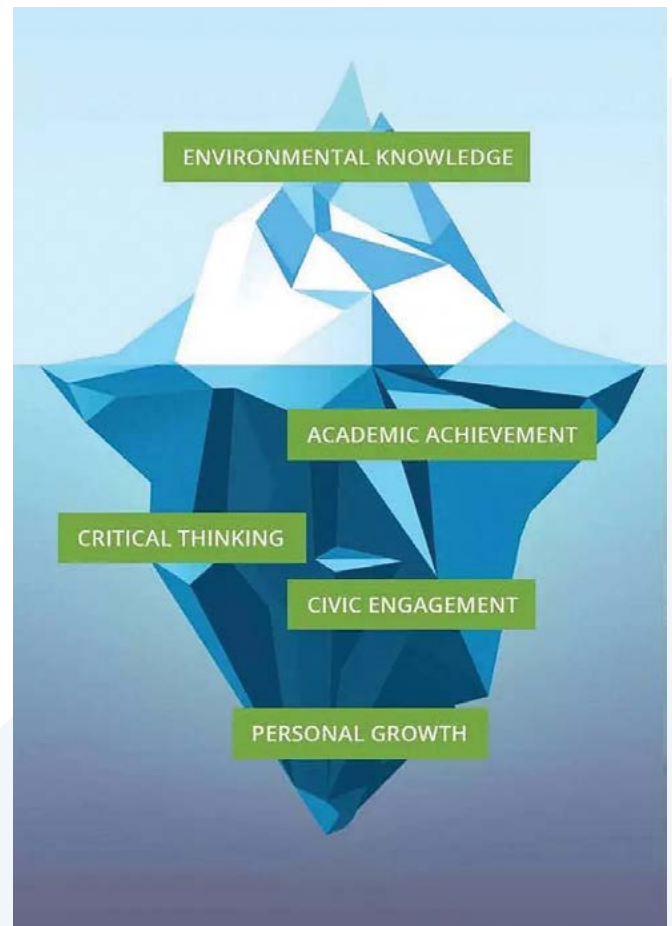 ENVIRONMENTAL KNOWLEDGE
ACADEMIC ACHIEVEMENT
CRITICAL THINKING
CIVIC ENGAGEMENT
PERSONAL GROWTH